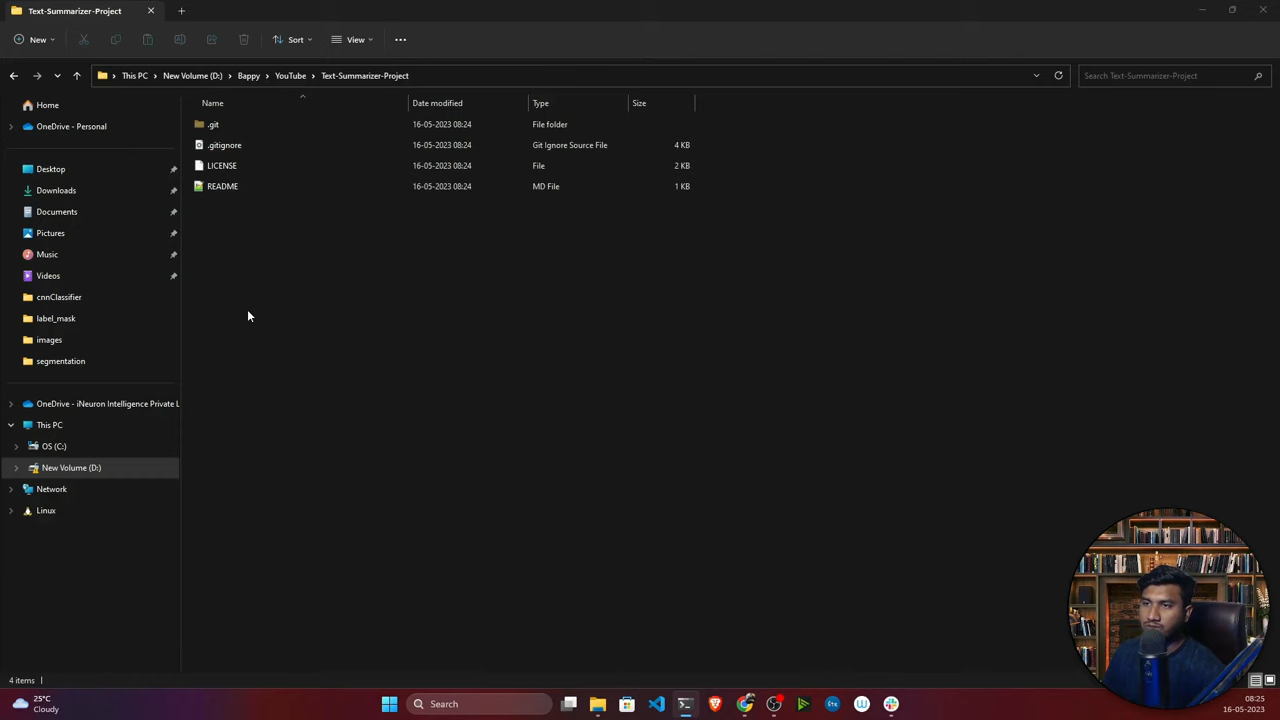 Text-Summarizer-Project
New
Sort
View
This PC
New Volume (D:)
Bappy
YouTube
Text-Summarizer-Project
Search Text-Summarizer-Project
Name
Date modified
Type
Size
.git
16-05-2023 08:24
File folder
.gitignore
16-05-2023 08:24
Git Ignore Source File
4 KB
LICENSE
16-05-2023 08:24
File
2 KB
README
16-05-2023 08:24
MD File
1 KB
Home
OneDrive - Personal
Desktop
Downloads
Documents
Pictures
Music
Videos
cnnClassifier
label_mask
images
segmentation
OneDrive - iNeuron Intelligence Private L
This PC
OS (C:)
New Volume (D:)
Network
Linux
4 items
25°C
Cloudy
Search
08:25
16-05-2023